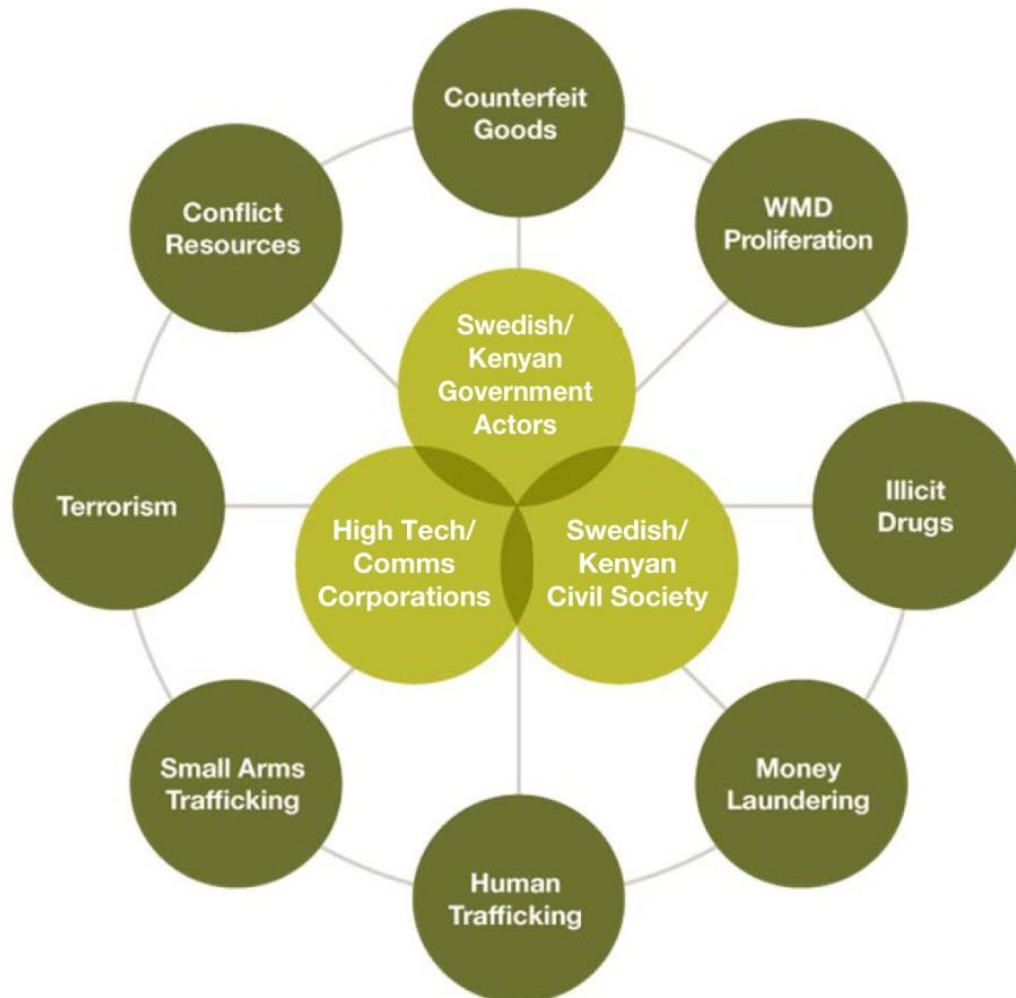 Counterfeit
Goods
WMD
Proliferation
Illicit
Drugs
Money
Laundering
Human
Trafficking
Small Arms
Trafficking
Terrorism
Conflict
Resources
Swedish/
Kenyan
Government
Actors
High Tech/
Comms
Corporations
Swedish/
Kenyan
Civil Society